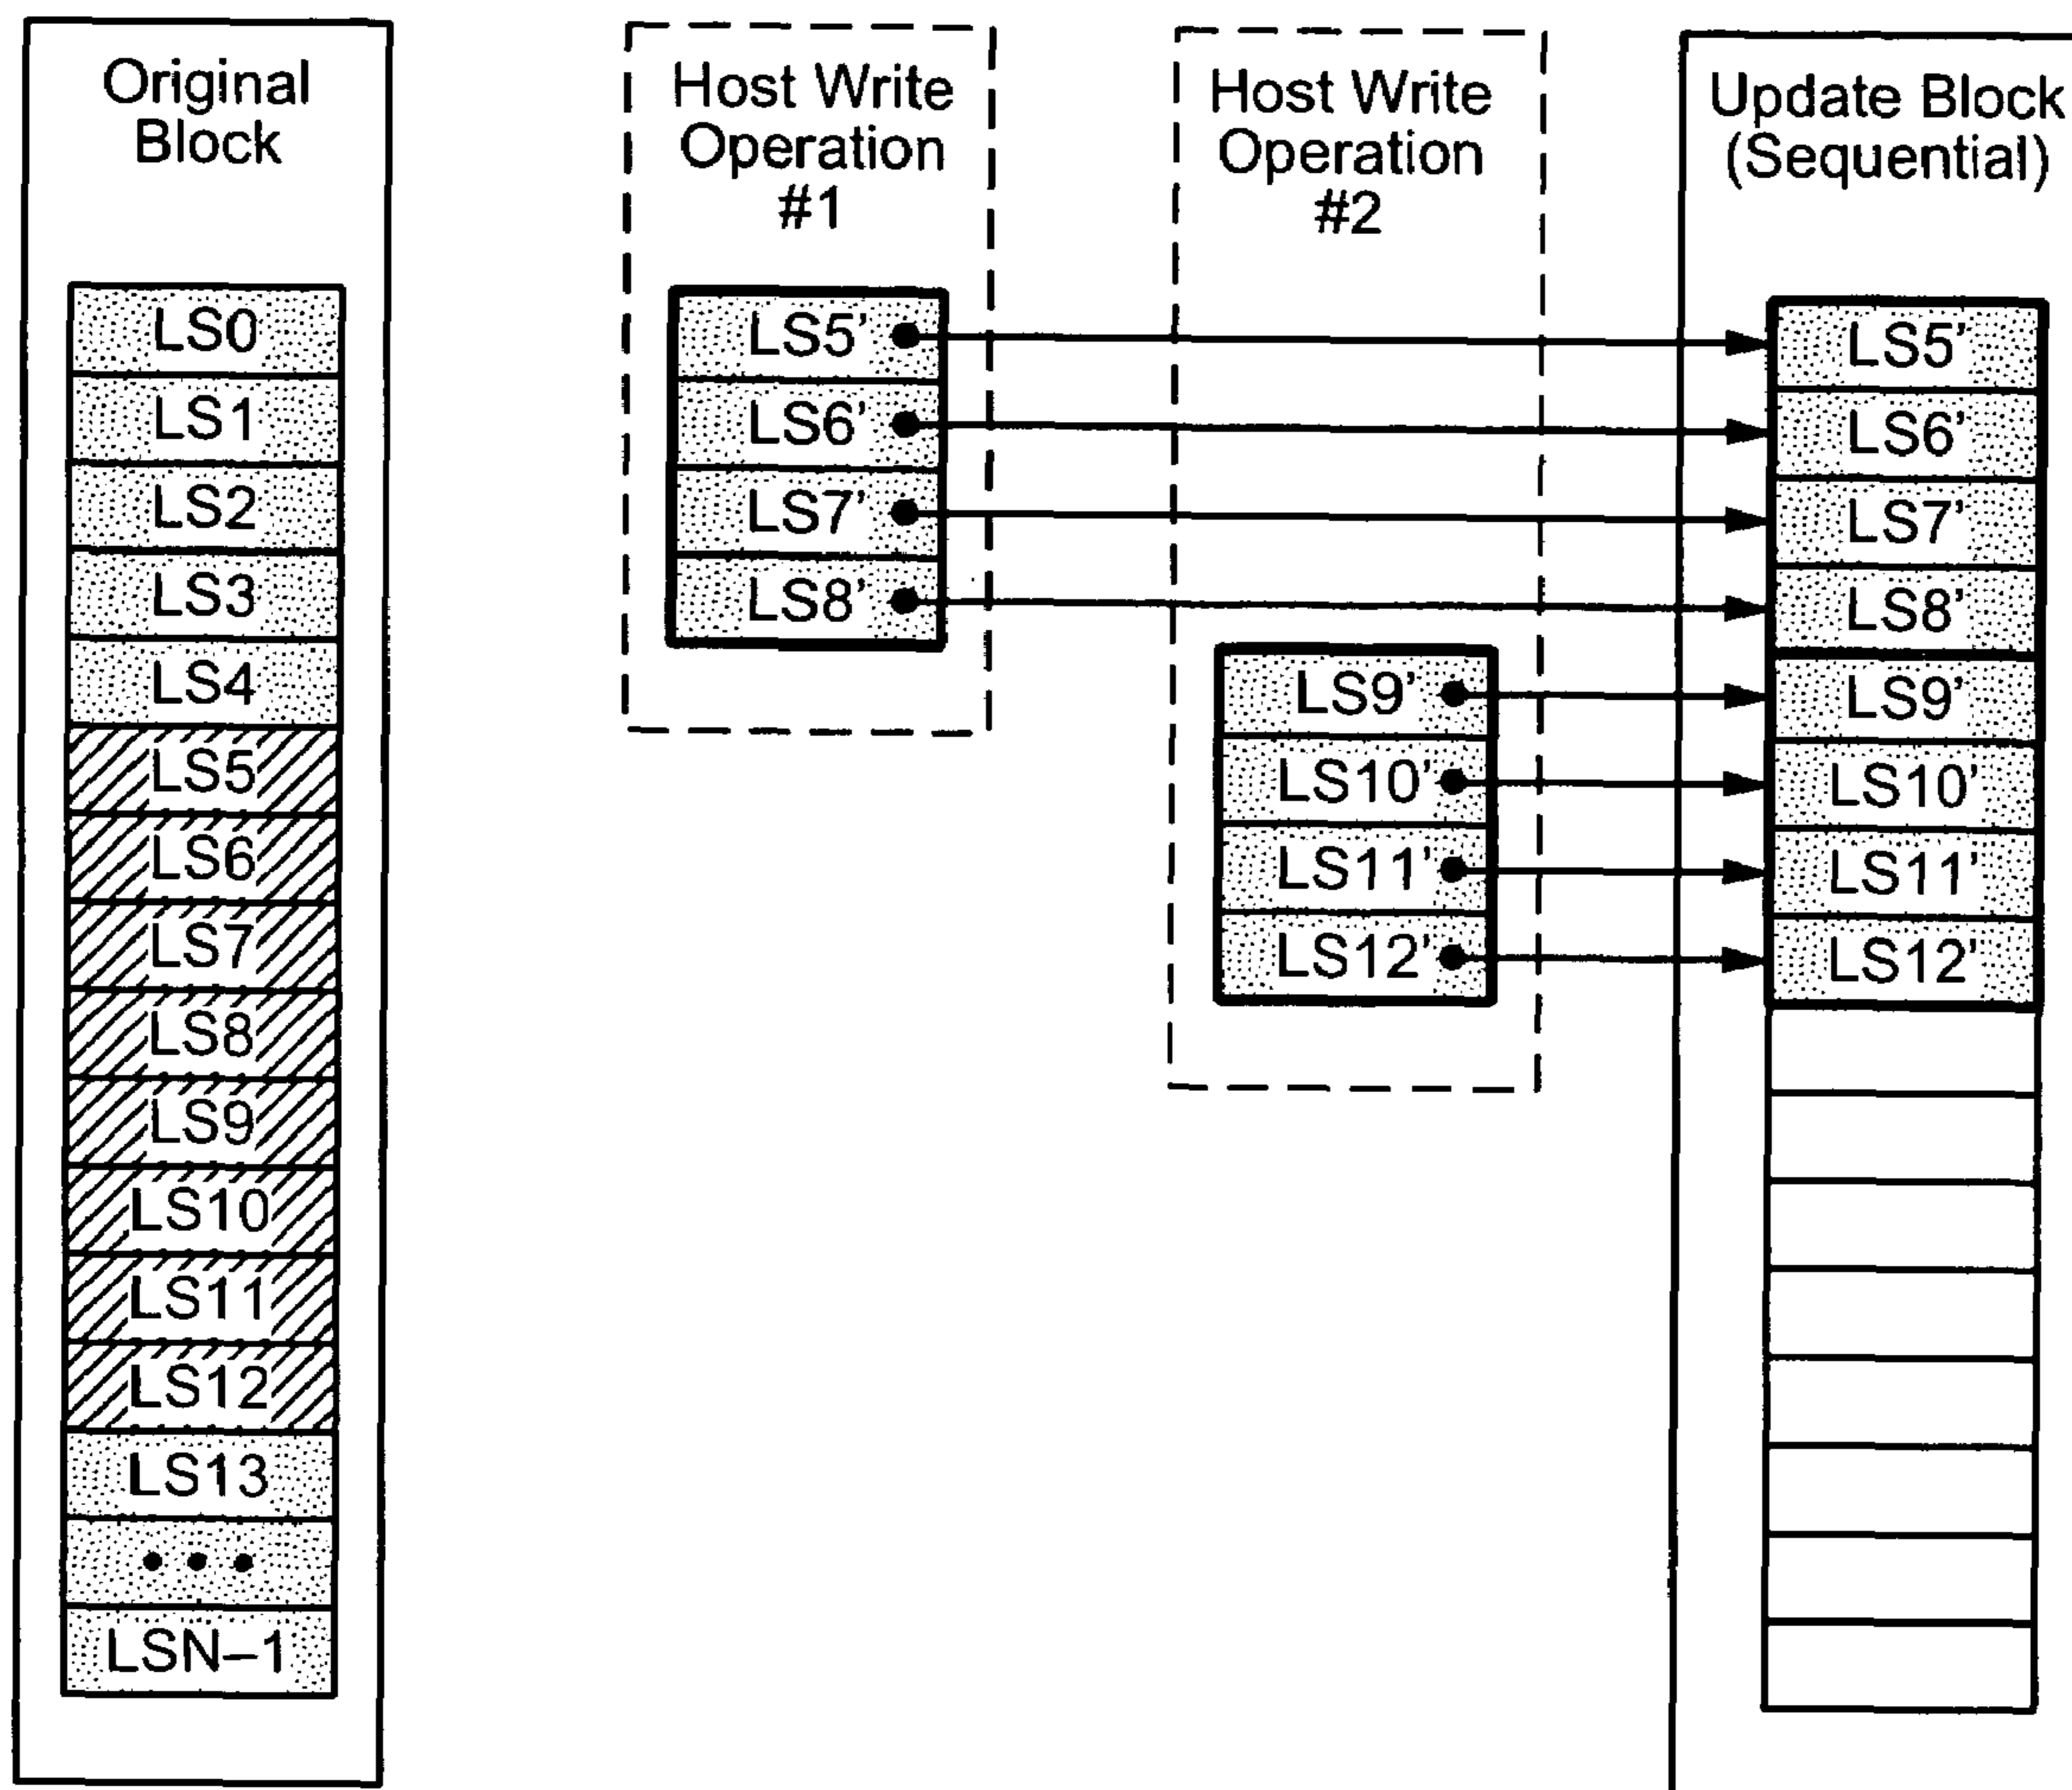 Original
Block
LS0
LS1
LS2
LS3
LS4
LS5
LS6
LS7
LS8
LS9
LS10
LS11
LS12
LS13
• • •
LSN–1
Host Write
Operation
#1
LS5’
LS6’
LS7’
LS8’
Host Write
Operation
#2
LS9’
LS10’
LS11’
LS12’
Update Block
(Sequential)
LS5’
LS6’
LS7’
LS8’
LS9’
LS10’
LS11’
LS12’